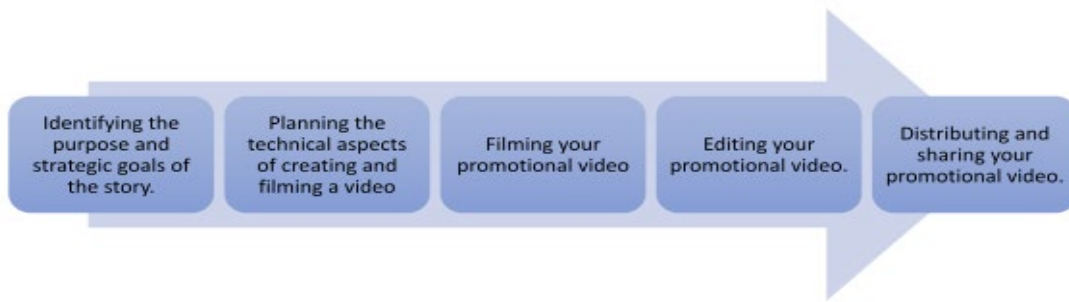 Identifying the
purpose and
strategic goals of
the story.
Planning the
technical aspects
of creating and
filming a video
Filming your
promotional video
Editing your
promotional video.
Distributing and
sharing your
promotional video.